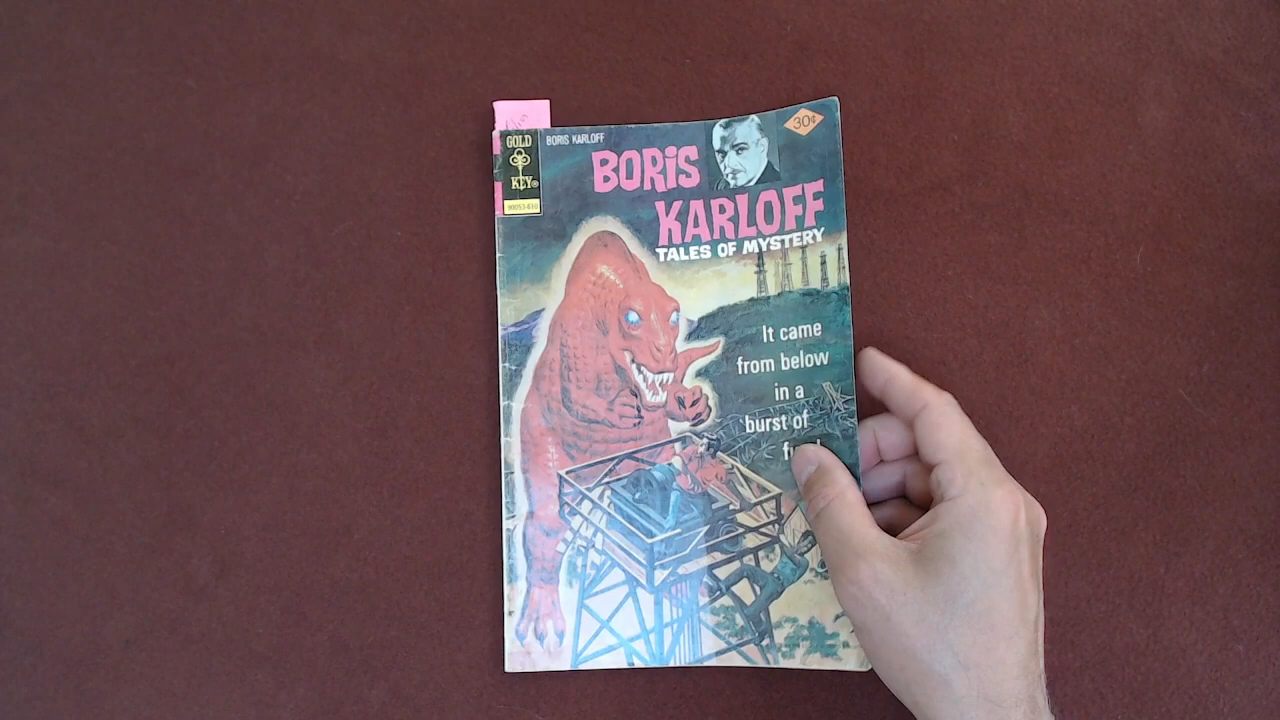 GOLD
KEY®
90053-610
BORIS KARLOFF
30¢
BORIS
KARLOFF
TALES OF MYSTERY
It came
from below
in a
burst of